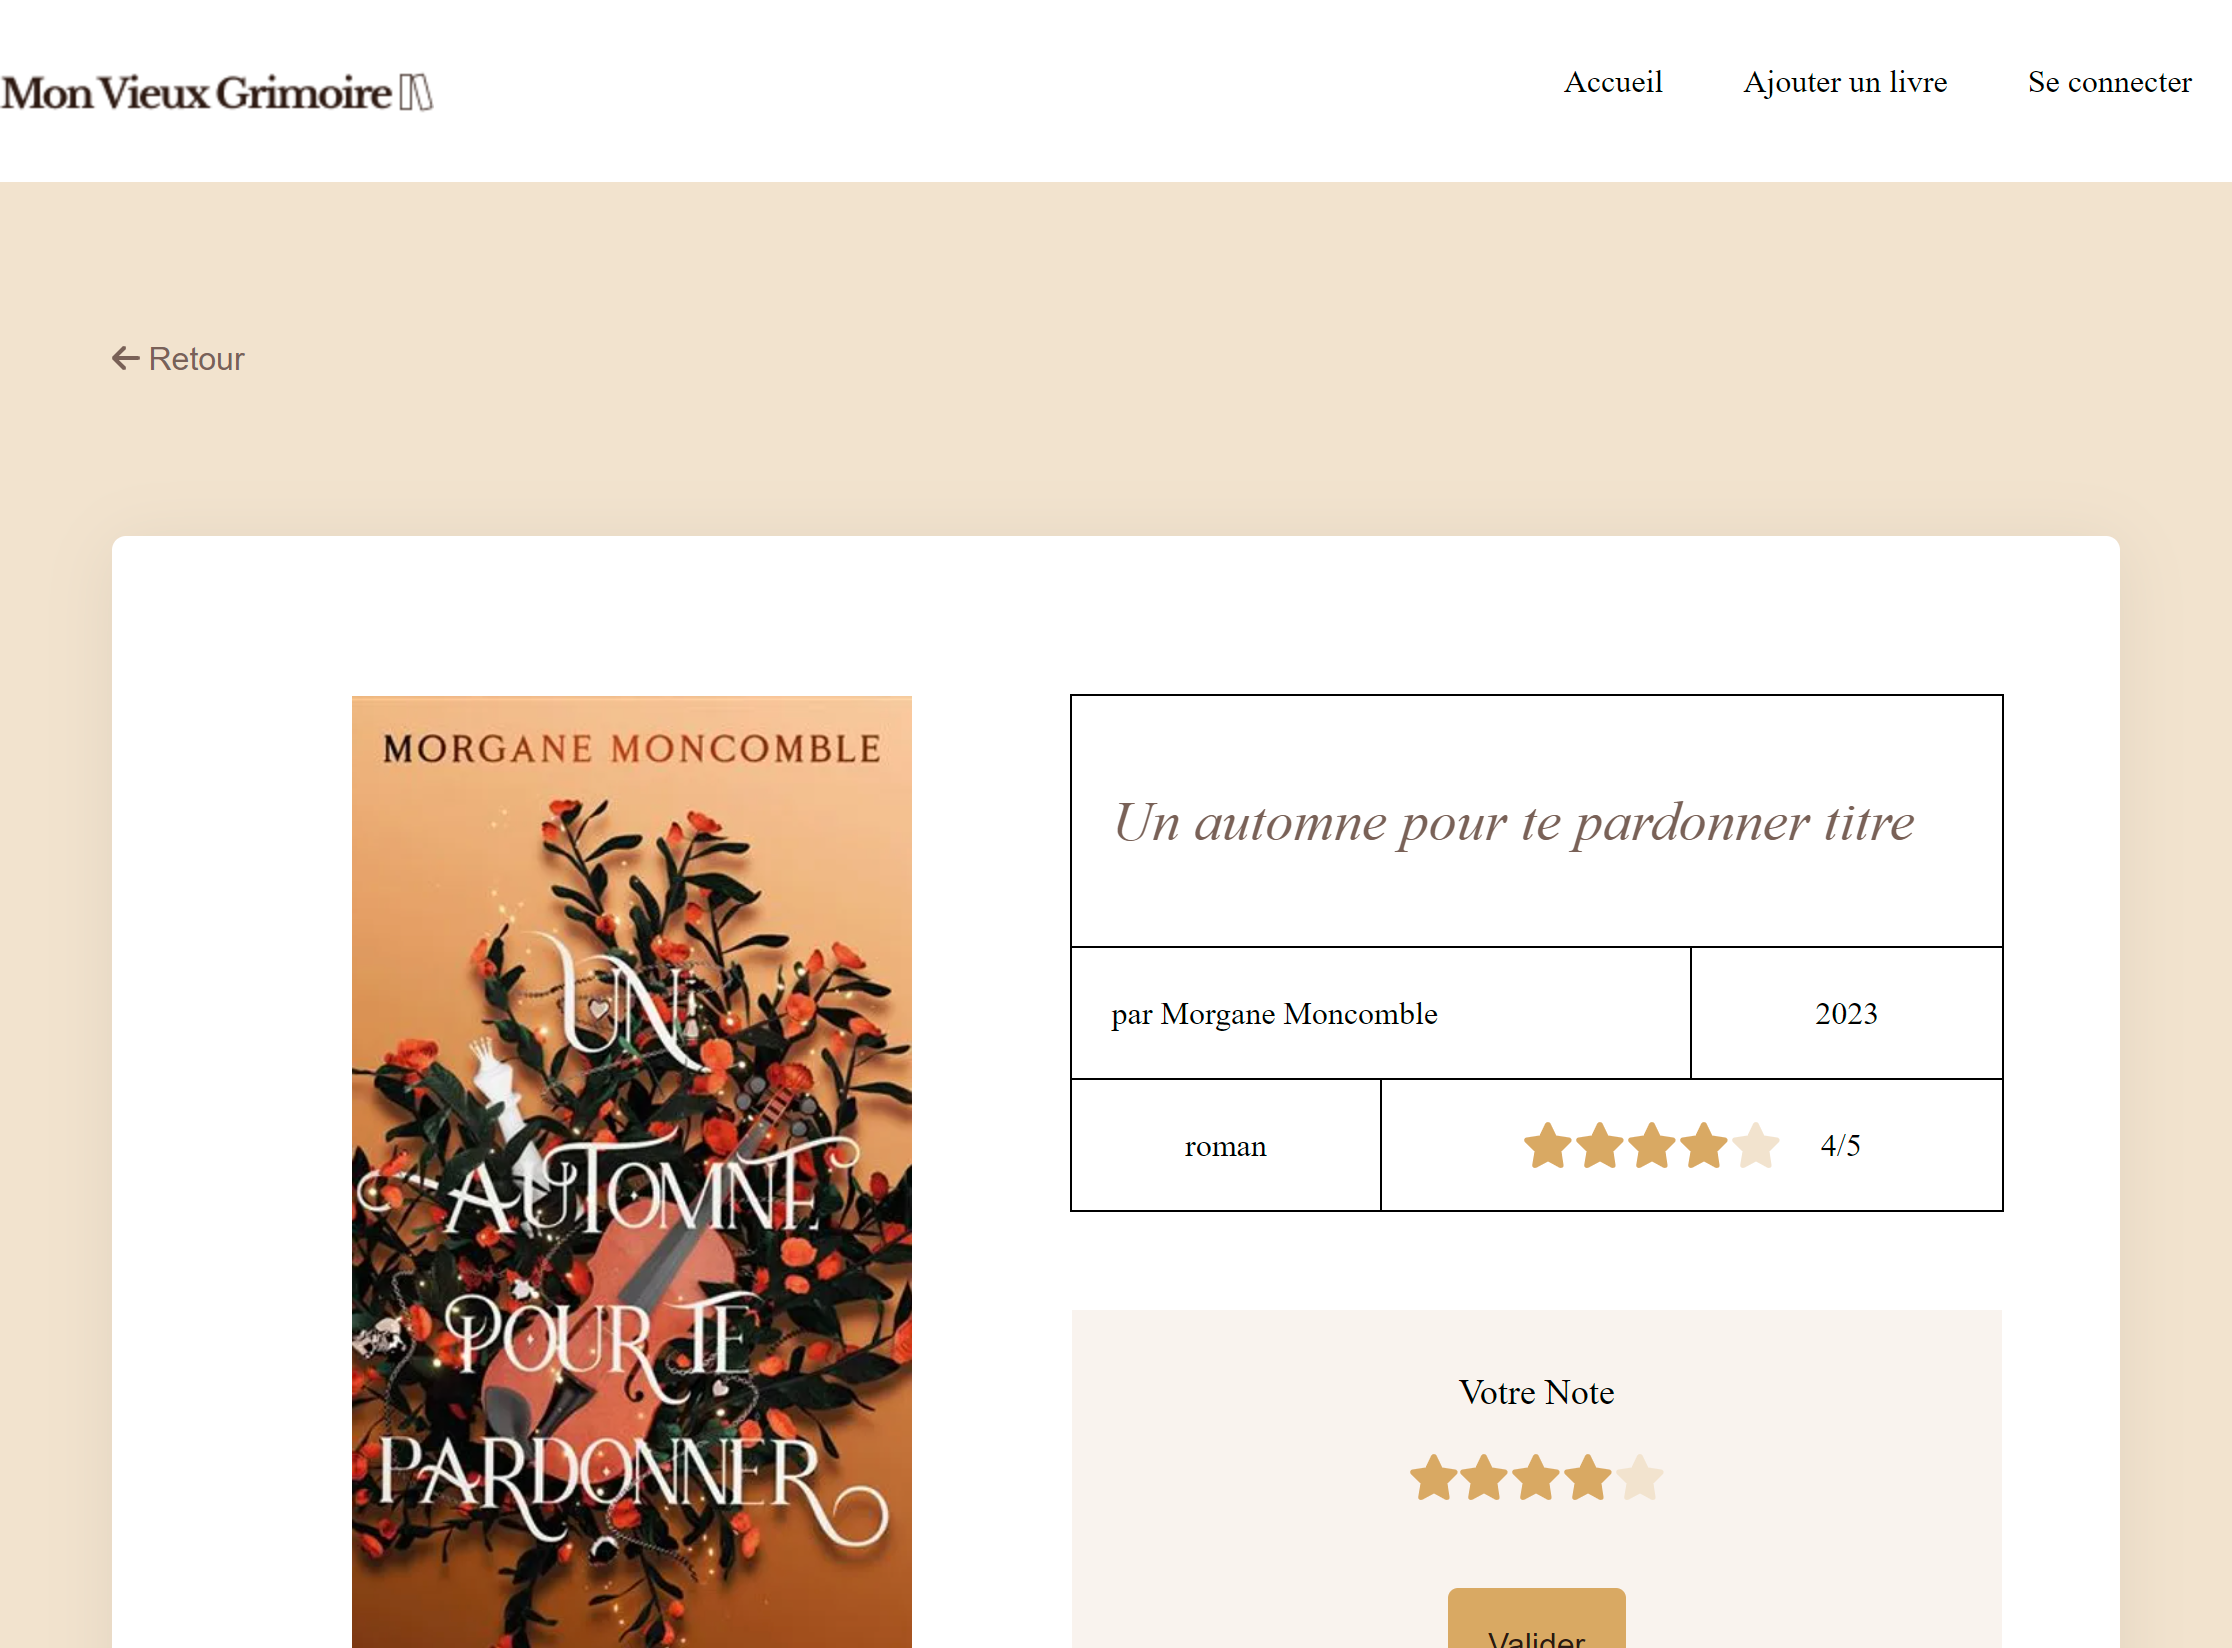 Mon Vieux Grimoire
Accueil
Ajouter un livre
Se connecter
Retour
MORGANE MONCOMBLE
UN
AUTOMNE
POUR TE
PARDONNER
Un automne pour te pardonner titre
par Morgane Moncomble
2023
roman
4/5
Votre Note
Valider